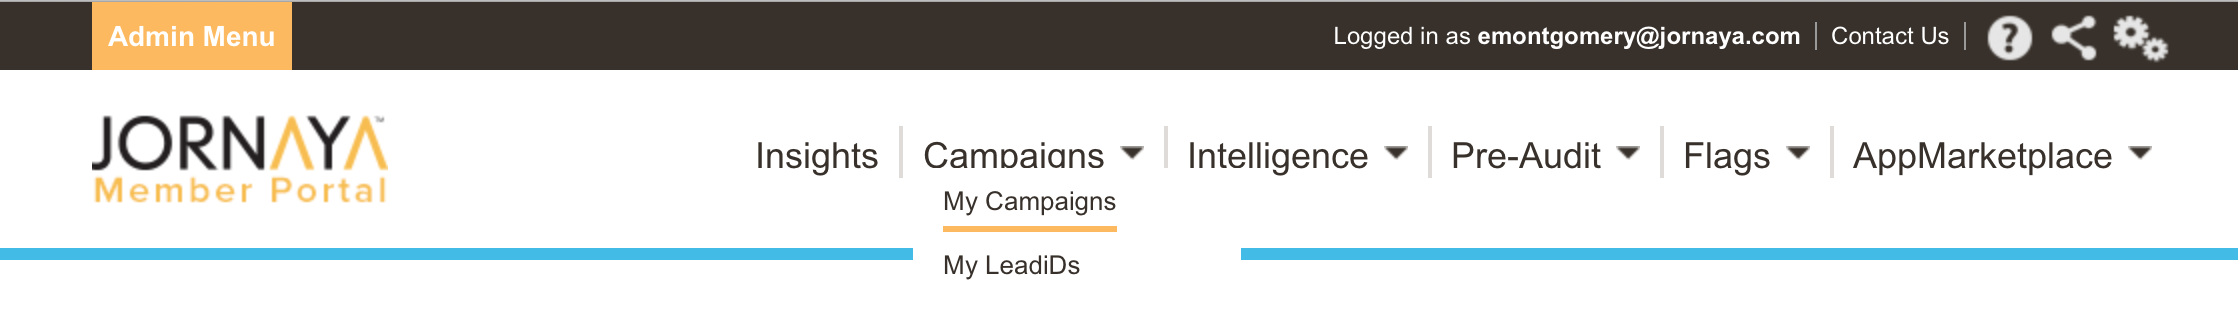 Admin Menu
Logged in as emontgomery@jornaya.com
Contact Us
?
JORNAYA™
Member Portal
Insights
Campaigns
Intelligence
Pre-Audit
Flags
AppMarketplace
My Campaigns
My LeadiDs